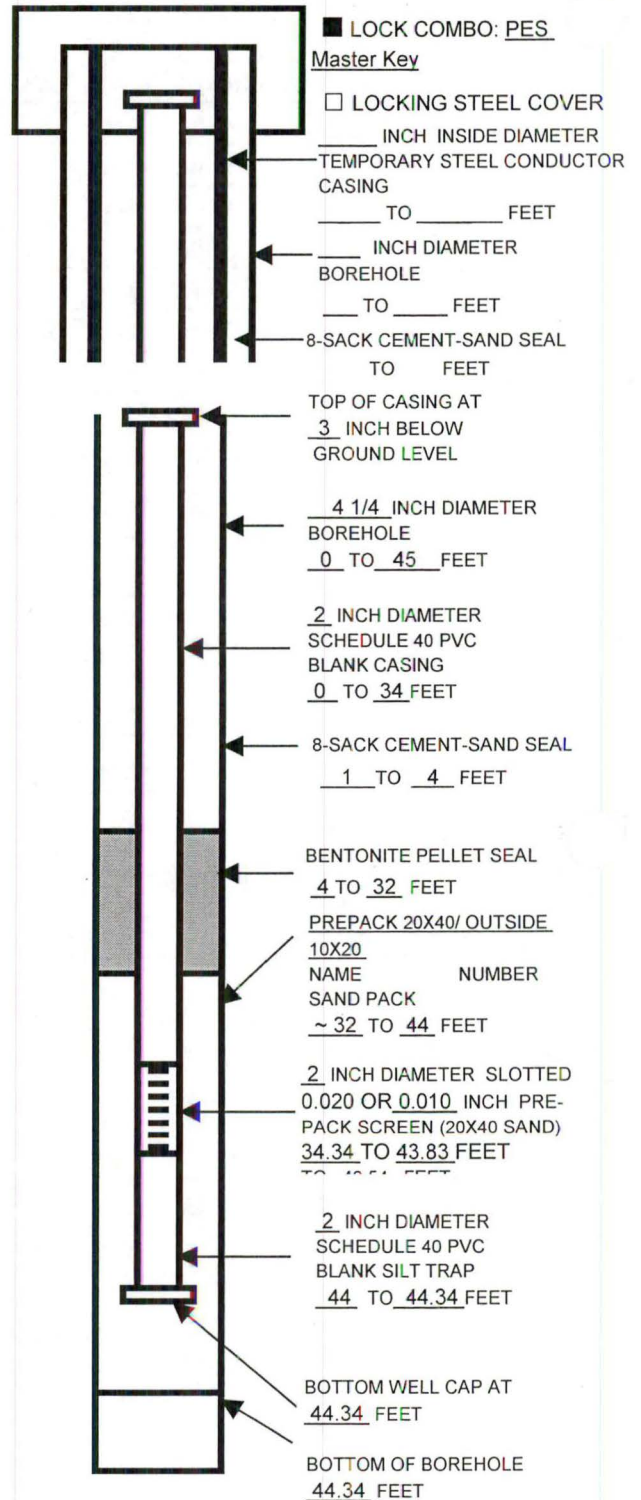 ■ LOCK COMBO: PES
Master Key
□ LOCKING STEEL COVER
____ INCH INSIDE DIAMETER
TEMPORARY STEEL CONDUCTOR
CASING
____ TO ____ FEET
____ INCH DIAMETER
BOREHOLE
____ TO ____ FEET
8-SACK CEMENT-SAND SEAL
TO FEET
TOP OF CASING AT
3 INCH BELOW
GROUND LEVEL
4 1/4 INCH DIAMETER
BOREHOLE
0 TO 45 FEET
2 INCH DIAMETER
SCHEDULE 40 PVC
BLANK CASING
0 TO 34 FEET
8-SACK CEMENT-SAND SEAL
1 TO 4 FEET
BENTONITE PELLET SEAL
4 TO 32 FEET
PREPACK 20X40/ OUTSIDE
10X20
NAME NUMBER
SAND PACK
~ 32 TO 44 FEET
2 INCH DIAMETER SLOTTED
0.020 OR 0.010 INCH PRE-
PACK SCREEN (20X40 SAND)
34.34 TO 43.83 FEET
2 INCH DIAMETER
SCHEDULE 40 PVC
BLANK SILT TRAP
44 TO 44.34 FEET
BOTTOM WELL CAP AT
44.34 FEET
BOTTOM OF BOREHOLE
44.34 FEET